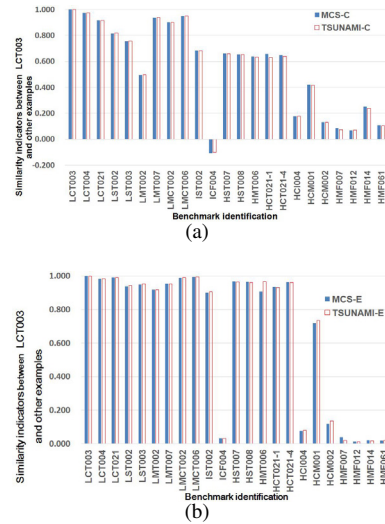 MCS-C
TSUNAMI-C
Similarity indicators between LCT003
and other examples
1.000
0.800
0.600
0.400
0.200
0.000
-0.200
LCT003
LCT004
LCT021
LST002
LST003
LMT002
LMT007
LMCT002
LMCT006
IST002
ICF004
HST007
HST008
HMT006
HCT021-1
HCT021-4
HCI004
HCM001
HCM002
HMF007
HMF012
HMF014
HMF061
Benchmark identification
(a)
MCS-E
TSUNAMI-E
Similarity indicators between LCT003
and other examples
1.000
0.800
0.600
0.400
0.200
0.000
LCT003
LCT004
LCT021
LST002
LST003
LMT002
LMT007
LMCT002
LMCT006
IST002
ICF004
HST007
HST008
HMT006
HCT021-1
HCT021-4
HCI004
HCM001
HCM002
HMF007
HMF012
HMF014
HMF061
Benchmark identification
(b)